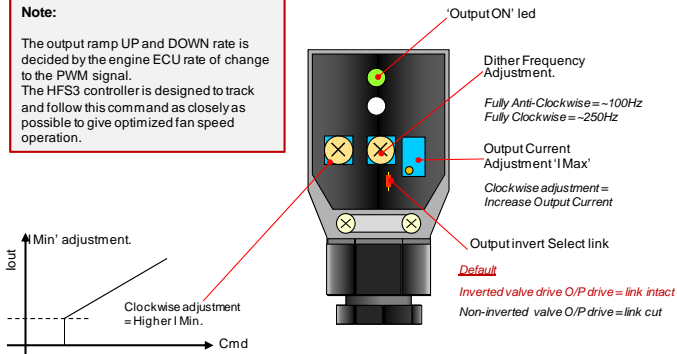 Note:
The output ramp UP and DOWN rate is
decided by the engine ECU rate of change
to the PWM signal.
The HFS3 controller is designed to track
and follow this command as closely as
possible to give optimized fan speed
operation.
'Output ON' led
Dither Frequency
Adjustment.
Fully Anti-Clockwise=~100Hz
Fully Clockwise=~250Hz
Output Current
Adjustment 'I Max'
Clockwise adjustment =
Increase Output Current
Output invert Select link
Default
Inverted valve drive O/P drive= link intact
Non-inverted valve O/P drive=link cut
I Min' adjustment.
Iout
Clockwise adjustment
= Higher I Min.
Cmd